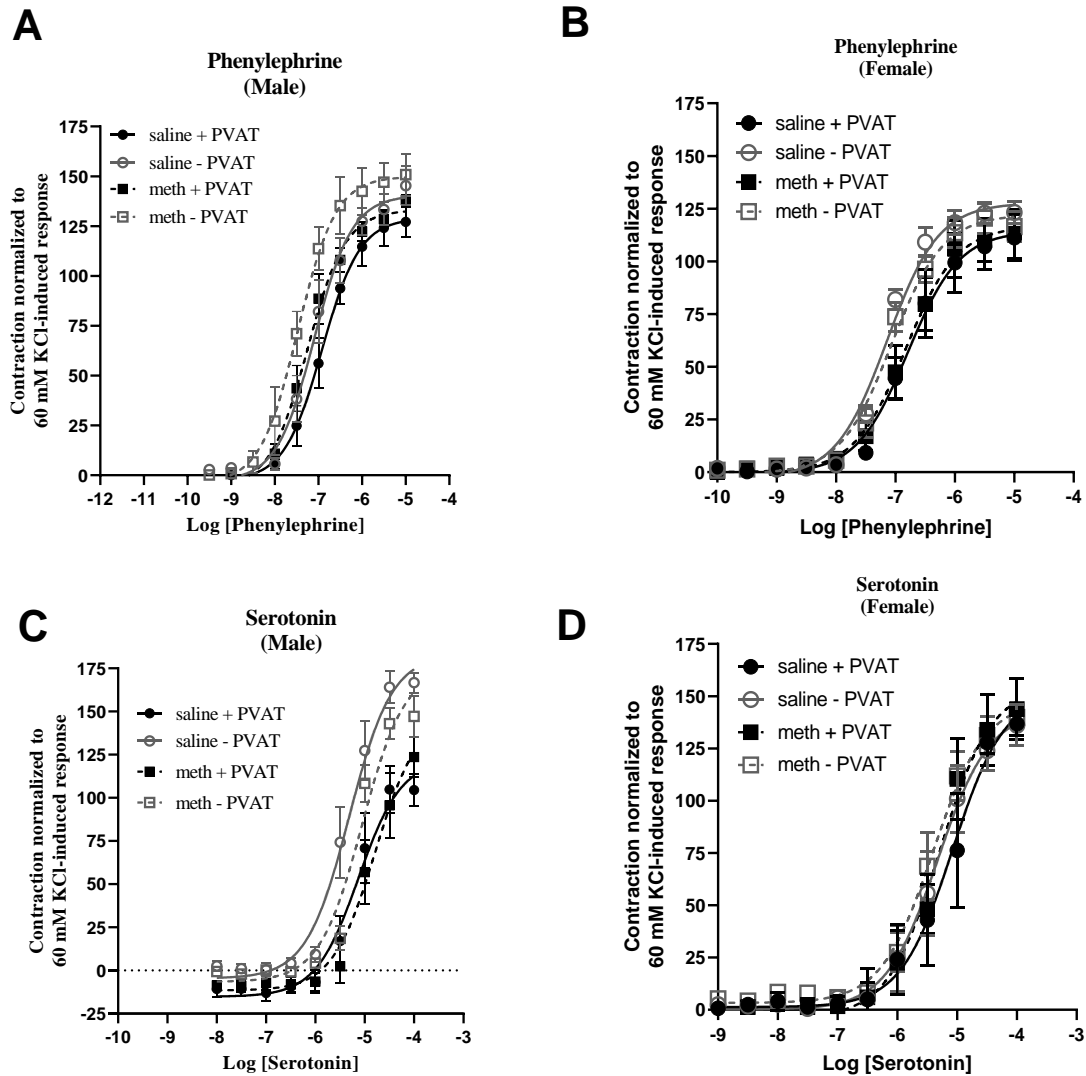 A
Phenylephrine
(Male)
saline + PVAT
saline - PVAT
meth + PVAT
meth - PVAT
Contraction normalized to
60 mM KCl-induced response
175
150
125
100
75
50
25
0
-12 -11 -10 -9 -8 -7 -6 -5 -4
Log [Phenylephrine]
B
Phenylephrine
(Female)
saline + PVAT
saline - PVAT
meth + PVAT
meth - PVAT
Contraction normalized to
60 mM KCl-induced response
175
150
125
100
75
50
25
0
-10 -9 -8 -7 -6 -5 -4
Log [Phenylephrine]
C
Serotonin
(Male)
saline + PVAT
saline - PVAT
meth + PVAT
meth - PVAT
Contraction normalized to
60 mM KCl-induced response
175
150
125
100
75
50
25
0
-25
-10 -9 -8 -7 -6 -5 -4 -3
Log [Serotonin]
D
Serotonin
(Female)
saline + PVAT
saline - PVAT
meth + PVAT
meth - PVAT
Contraction normalized to
60 mM KCl-induced response
175
150
125
100
75
50
25
0
-9 -8 -7 -6 -5 -4 -3
Log [Serotonin]